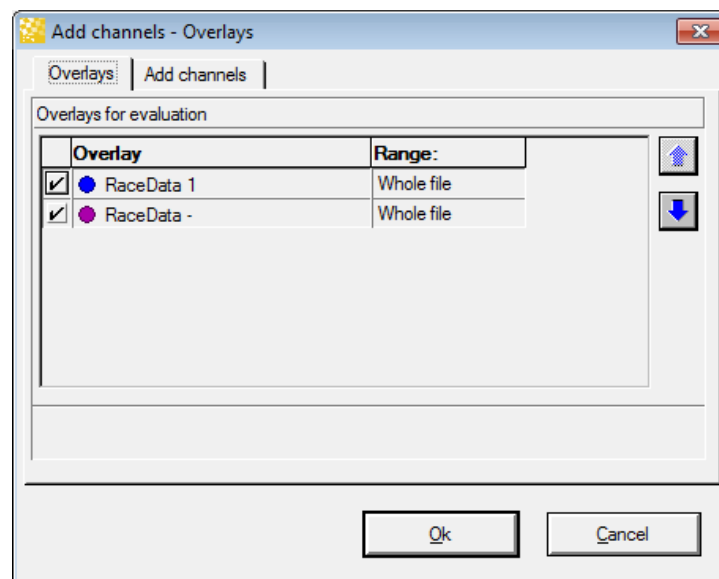 Add channels - Overlays
Overlays Add channels
Overlays for evaluation
Overlay Range:
RaceData 1 Whole file
RaceData - Whole file
Ok Cancel